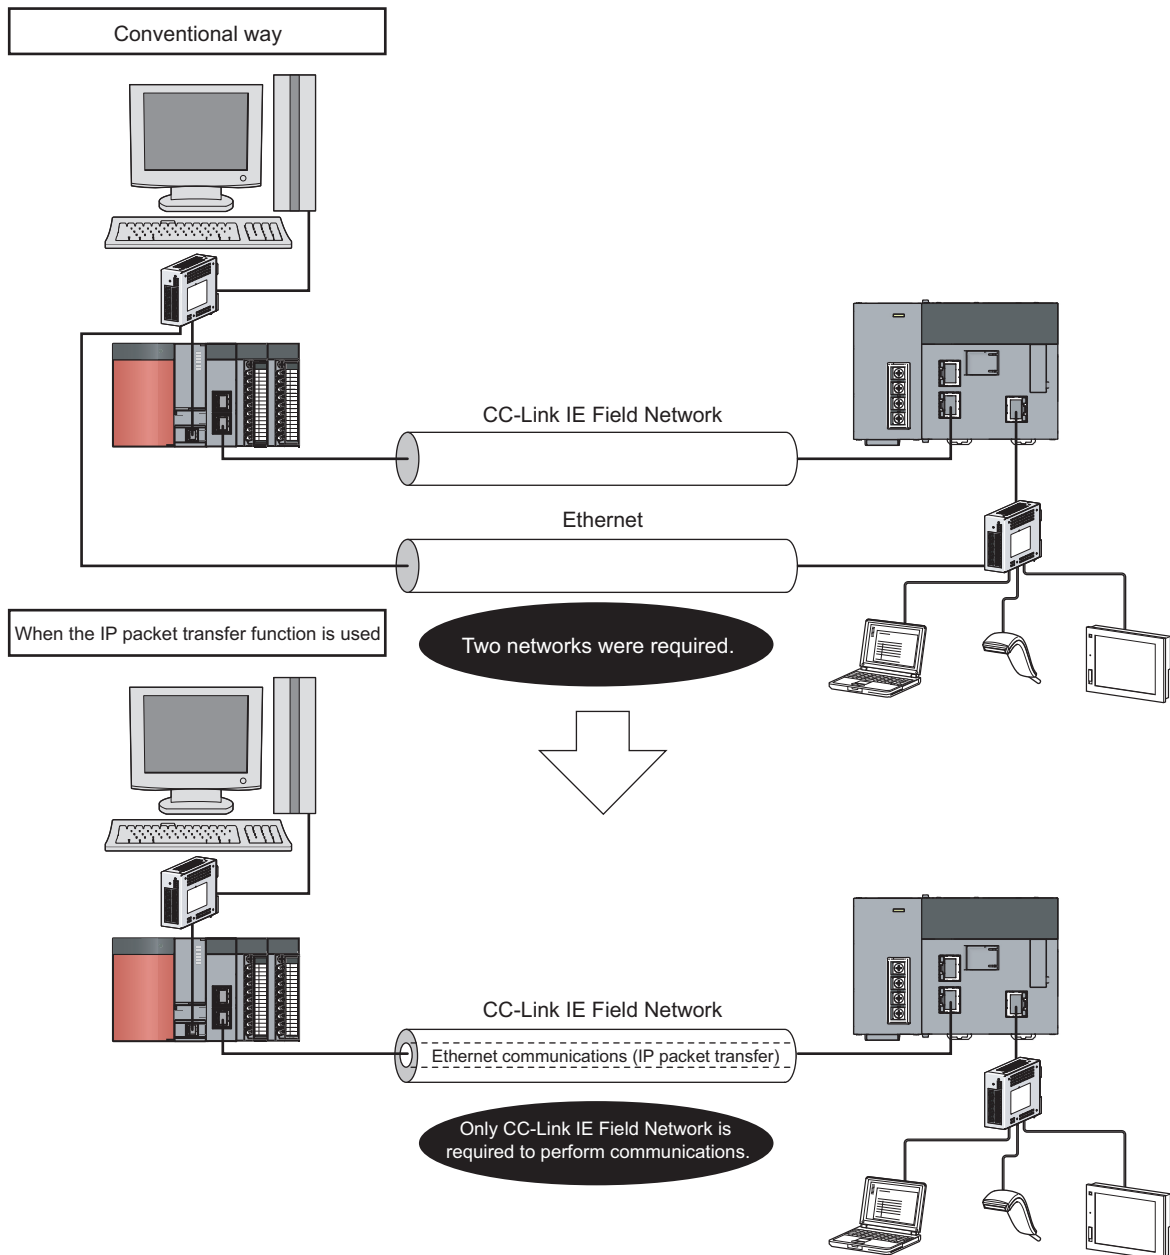 Conventional way
CC-Link IE Field Network
Ethernet
Two networks were required.
When the IP packet transfer function is used
CC-Link IE Field Network
Ethernet communications (IP packet transfer)
Only CC-Link IE Field Network is
required to perform communications.